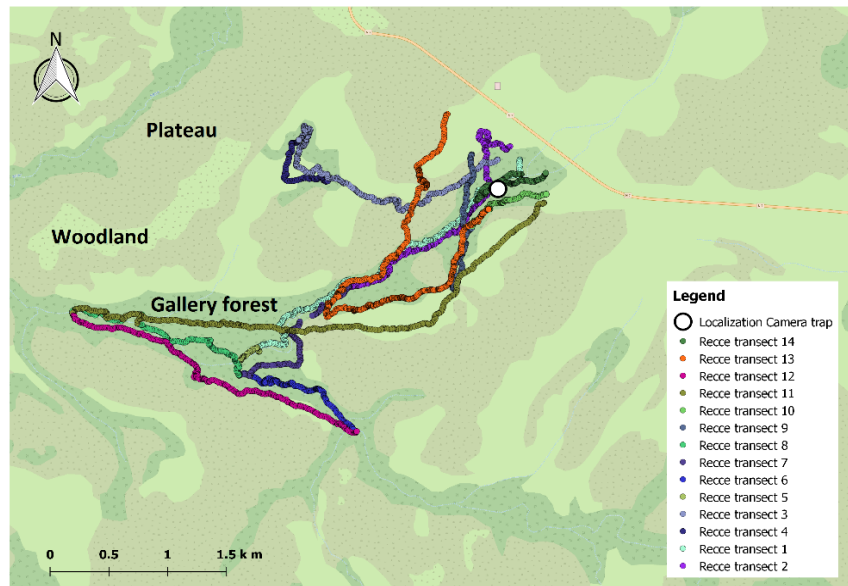 N
Plateau
Woodland
Gallery forest
Legend
Localization Camera trap
Recce transect 14
Recce transect 13
Recce transect 12
Recce transect 11
Recce transect 10
Recce transect 9
Recce transect 8
Recce transect 7
Recce transect 6
Recce transect 5
Recce transect 3
Recce transect 4
Recce transect 1
Recce transect 2
0 0.5 1 1.5 k m